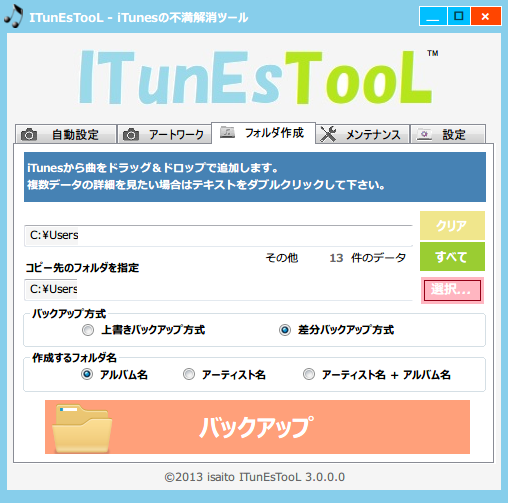 ITunEsTooL - iTunesの不満解消ツール
ITunEsTooL™
自動設定 アートワーク フォルダ作成 メンテナンス 設定
iTunesから曲をドラッグ＆ドロップで追加します。
複数データの詳細を見たい場合はテキストをダブルクリックして下さい。
C:¥Users
クリア
その他 13 件のデータ
すべて
コピー先のフォルダを指定
C:¥Users
選択...
バックアップ方式
上書きバックアップ方式 差分バックアップ方式
作成するフォルダ名
アルバム名 アーティスト名 アーティスト名 + アルバム名
バックアップ
©2013 isaito ITunEsTooL 3.0.0.0